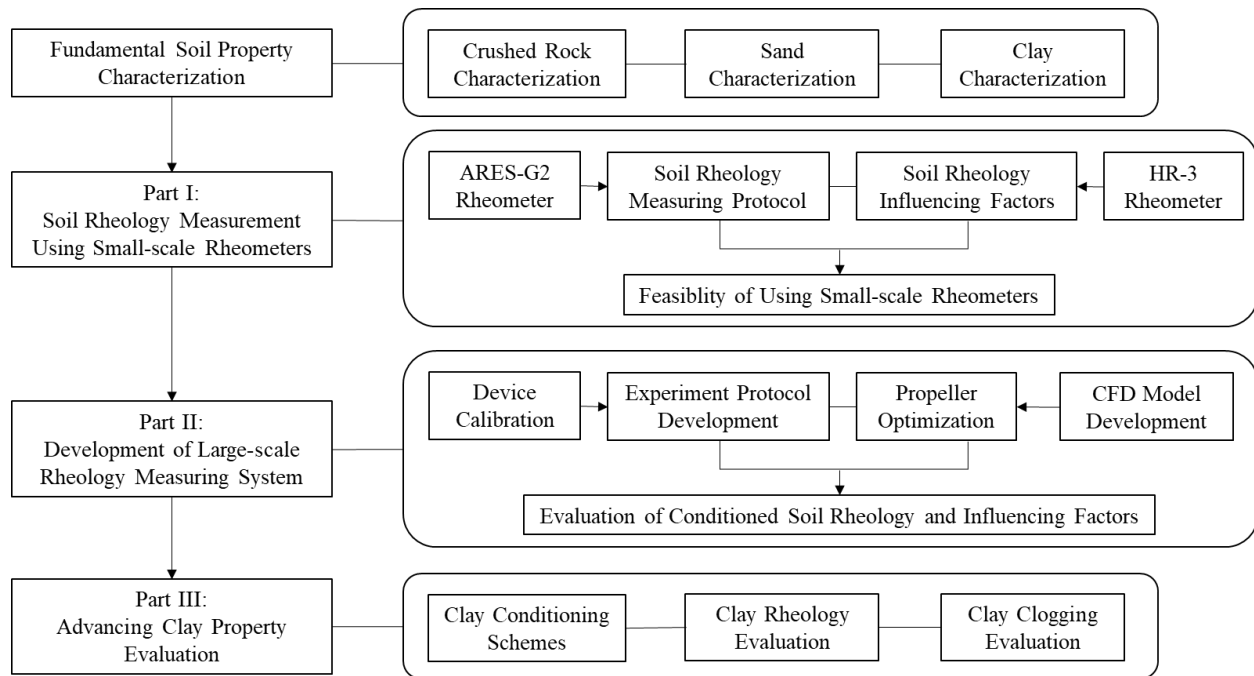 Fundamental Soil Property
Characterization
Crushed Rock
Characterization
Sand
Characterization
Clay
Characterization
Part I:
Soil Rheology Measurement
Using Small-scale Rheometers
ARES-G2
Rheometer
Soil Rheology
Measuring Protocol
Soil Rheology
Influencing Factors
HR-3
Rheometer
Feasiblity of Using Small-scale Rheometers
Part II:
Development of Large-scale
Rheology Measuring System
Device
Calibration
Experiment Protocol
Development
Propeller
Optimization
CFD Model
Development
Evaluation of Conditioned Soil Rheology and Influencing Factors
Part III:
Advancing Clay Property
Evaluation
Clay Conditioning
Schemes
Clay Rheology
Evaluation
Clay Clogging
Evaluation